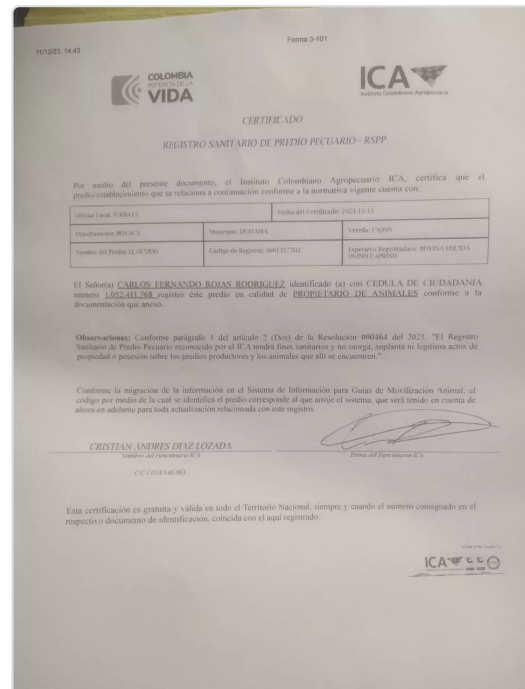 Forma 3-101
11/12/23, 14:43
COLOMBIA
POTENCIA DE LA
VIDA
ICA
Instituto Colombiano Agropecuario
CERTIFICADO
REGISTRO SANITARIO DE PREDIO PECUARIO - RSPP
Por medio del presente documento, el Instituto Colombiano Agropecuario ICA, certifica que el
predio/establecimiento que se relaciona a continuación conforme a la normativa vigente cuenta con:
Oficina Local: SURBATA
Fecha del Certificado: 2023-12-11
Departamento: BOYACÁ
Municipio: DUITAMA
Vereda: CAJON
Nombre del Predio: EL OLVIDO
Código de Registro:
Especie(s) Registrada(s): BOVINA EQUIDA
OVINO CAPRINO
El Señor(a) CARLOS FERNANDO ROJAS RODRIGUEZ identificado (a) con CEDULA DE CIUDADANIA
número 1.052.411.768 registró este predio en calidad de PROPIETARIO DE ANIMALES conforme a la
documentación que anexó.
Observaciones: Conforme parágrafo 1 del artículo 2 (Dos) de la Resolución 090464 del 2021. "El Registro
Sanitario de Predio Pecuario reconocido por el ICA tendrá fines sanitarios y no otorga, suplanta ni legitima actos de
propiedad o posesión sobre los predios productores y los animales que allí se encuentren.".
Conforme la migración de la información en el Sistema de Información para Guías de Movilización Animal, el
código por medio de la cual se identifica el predio corresponde al que arroje el sistema, que será tenido en cuenta de
ahora en adelante para toda actualización relacionada con este registro.
CRISTIAN ANDRES DIAZ LOZADA
Nombre del Funcionario ICA
Firma del Funcionario ICA
C/C
Esta certificación es gratuita y válida en todo el Territorio Nacional, siempre y cuando el número consignado en el
respectivo documento de identificación, coincida con el aquí registrado.
ICA